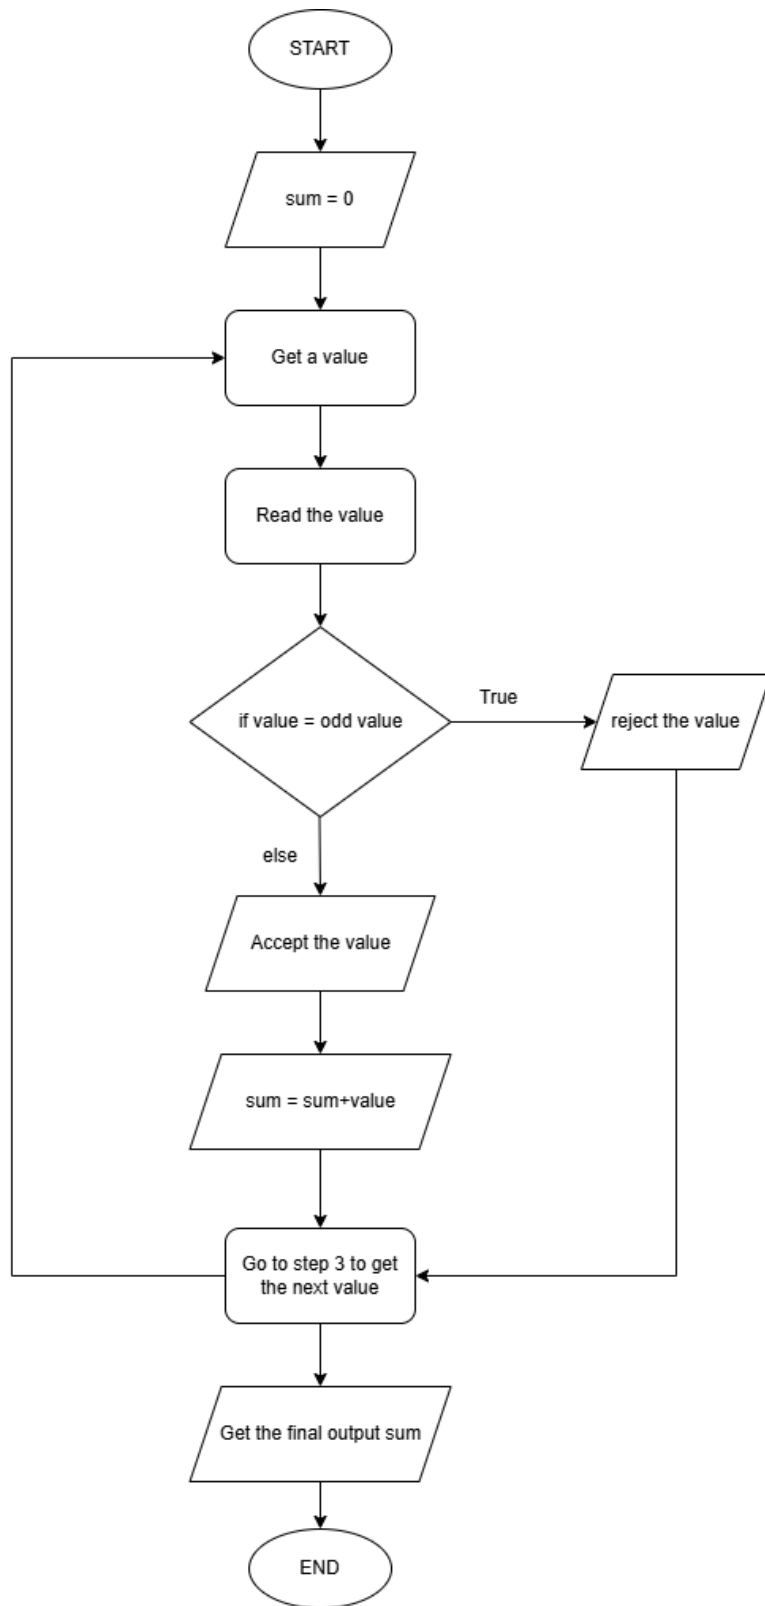 START
sum = 0
Get a value
Read the value
if value = odd value
True
reject the value
else
Accept the value
sum = sum+value
Go to step 3 to get
the next value
Get the final output sum
END